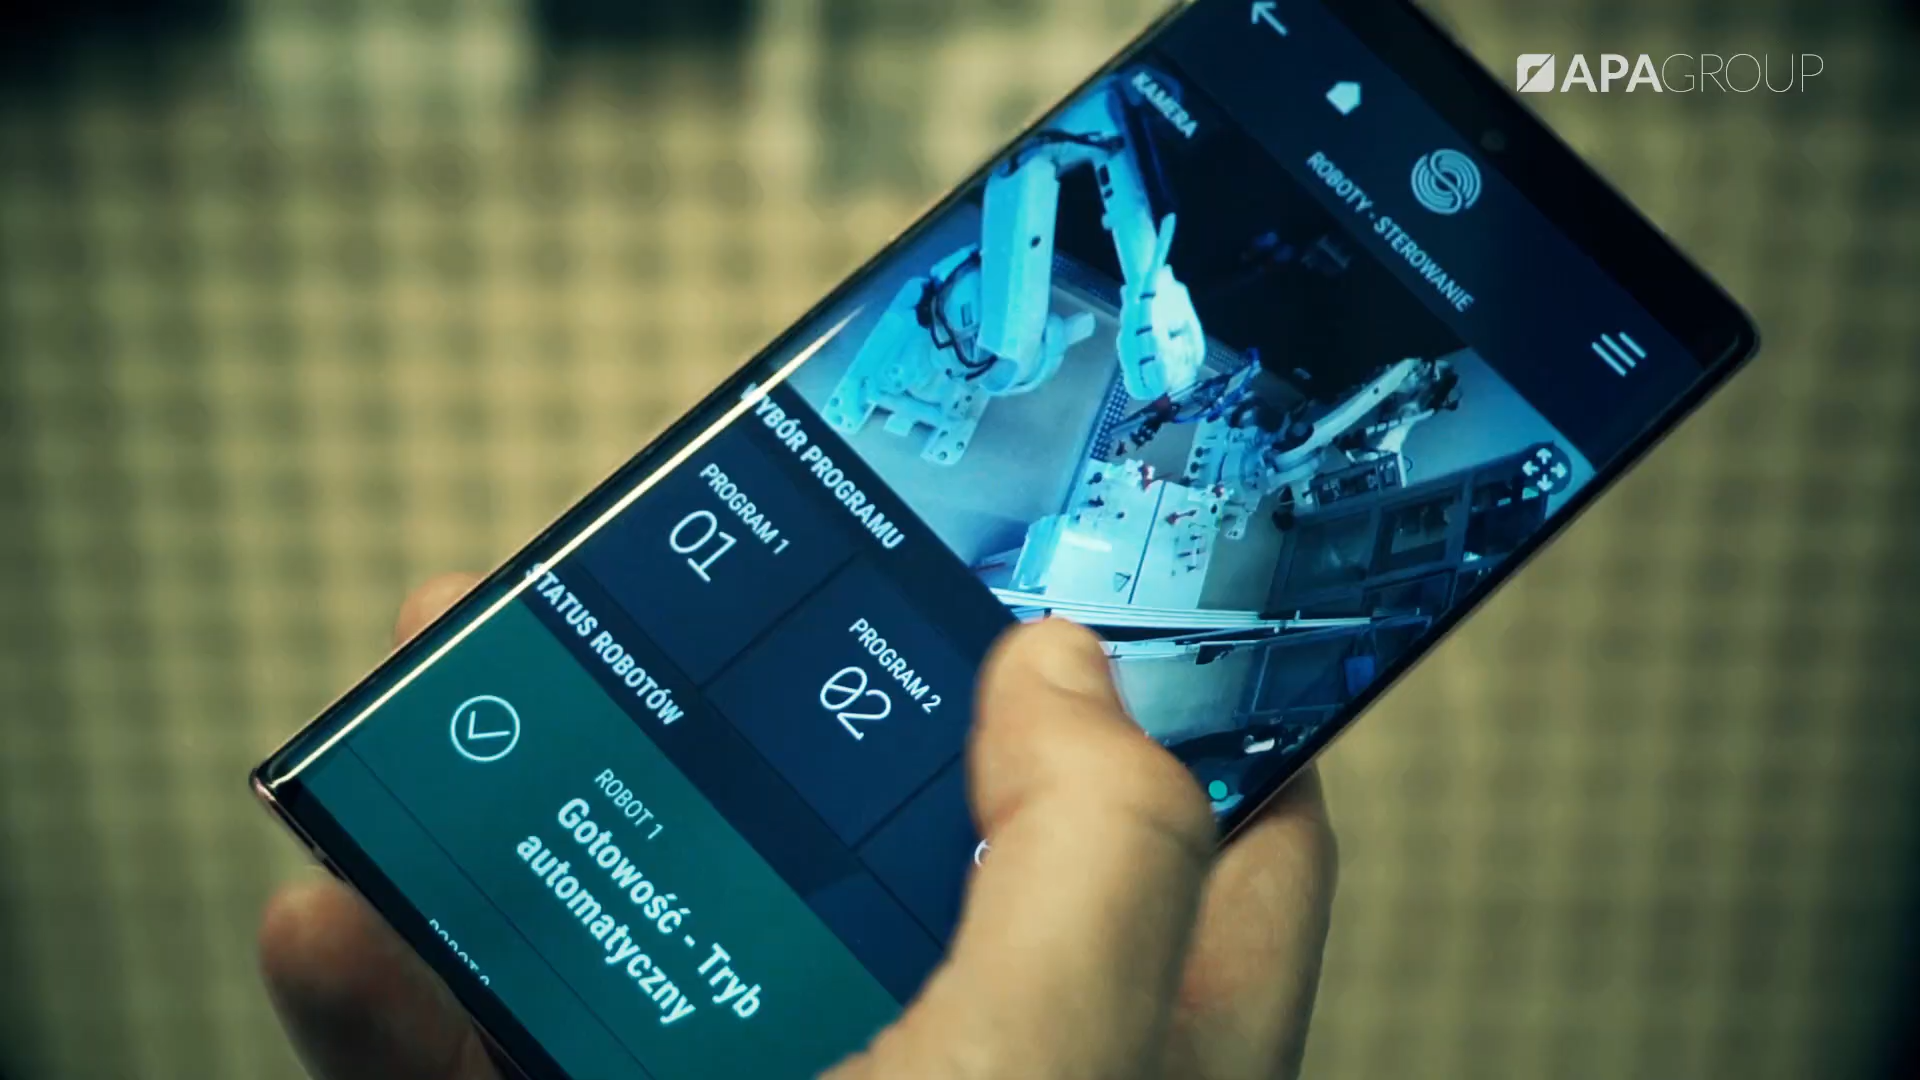 APAGROUP
ROBOTY - STEROWANIE
KAMERA
WYBÓR PROGRAMU
PROGRAM 1
01
PROGRAM 2
02
STATUS ROBOTÓW
ROBOT 1
Gotowość - Tryb
automatyczny